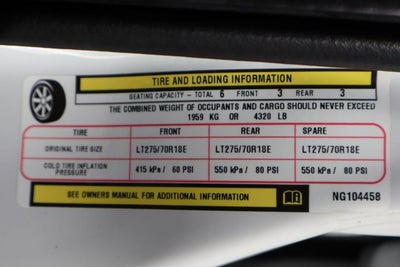 TIRE AND LOADING INFORMATION
SEATING CAPACITY - TOTAL 6 FRONT 3 REAR 3
THE COMBINED WEIGHT OF OCCUPANTS AND CARGO SHOULD NEVER EXCEED
1959 KG OR 4320 LB
TIRE FRONT REAR SPARE
ORIGINAL TIRE SIZE LT275/70R18E LT275/70R18E LT275/70R18E
COLD TIRE INFLATION
PRESSURE 415 kPa / 60 PSI 550 kPa / 80 PSI 550 kPa / 80 PSI
SEE OWNERS MANUAL FOR ADDITIONAL INFORMATION NG104458